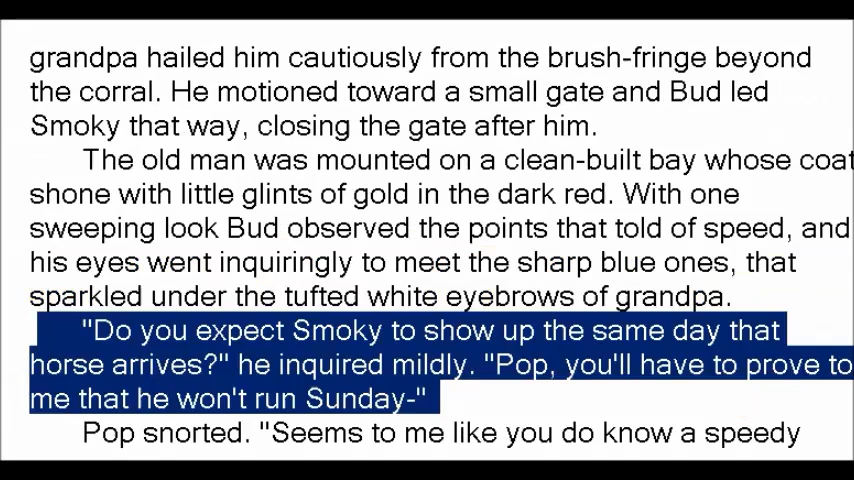 grandpa hailed him cautiously from the brush-fringe beyond
the corral. He motioned toward a small gate and Bud led
Smoky that way, closing the gate after him.
The old man was mounted on a clean-built bay whose coat
shone with little glints of gold in the dark red. With one
sweeping look Bud observed the points that told of speed, and
his eyes went inquiringly to meet the sharp blue ones, that
sparkled under the tufted white eyebrows of grandpa.
"Do you expect Smoky to show up the same day that
horse arrives?" he inquired mildly. "Pop, you'll have to prove to
me that he won't run Sunday-"
Pop snorted. "Seems to me like you do know a speedy